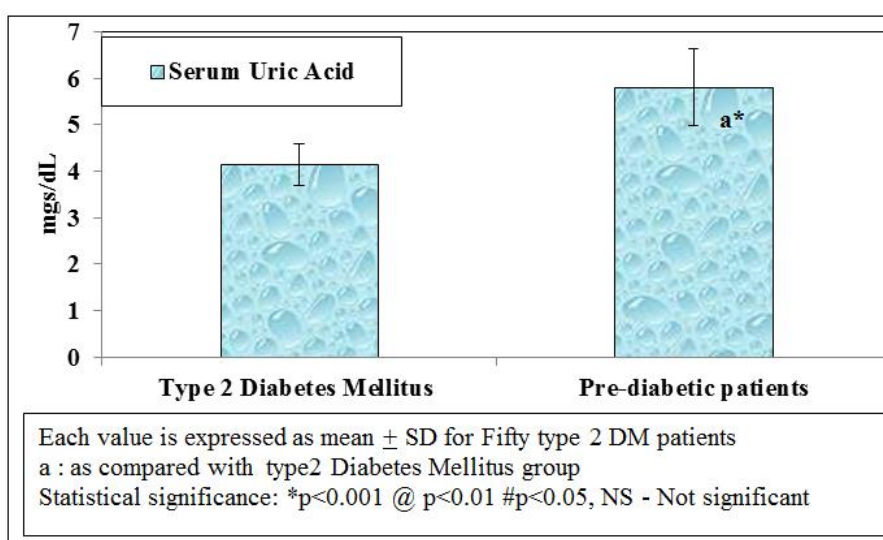 7
6
5
4
3
2
1
0
mgs/dL
Serum Uric Acid
a*
Type 2 Diabetes Mellitus
Pre-diabetic patients
Each value is expressed as mean ± SD for Fifty type 2 DM patients
a : as compared with type2 Diabetes Mellitus group
Statistical significance: *p<0.001 @ p<0.01 #p<0.05, NS - Not significant